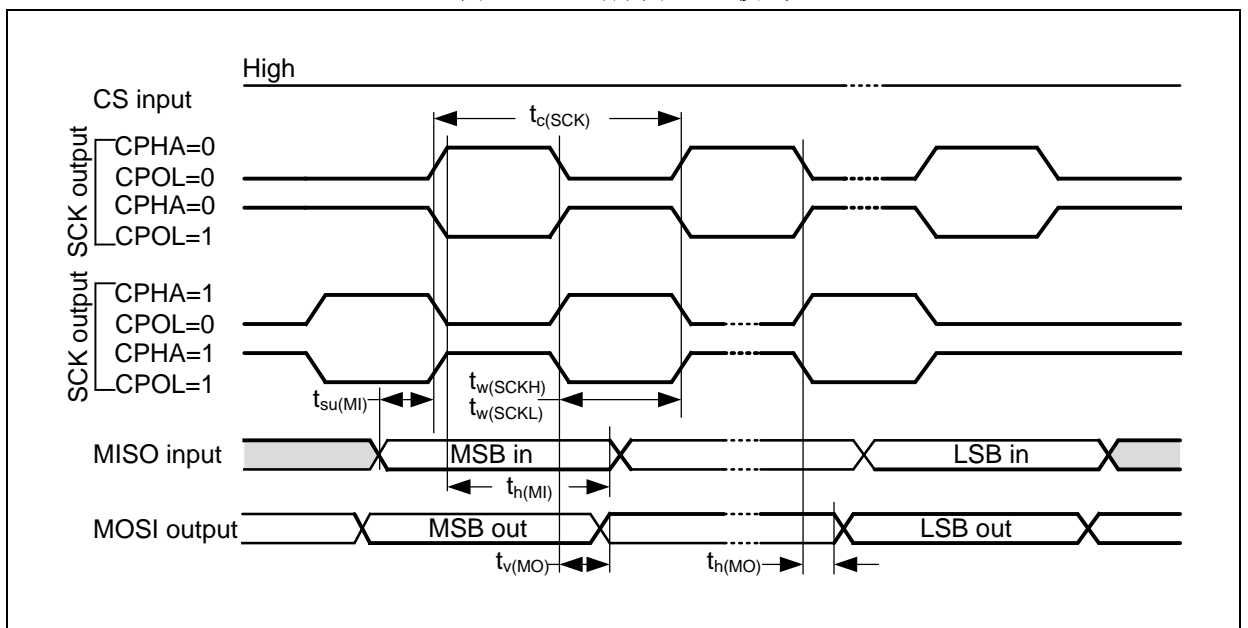 High
CS input
tc(SCK)
SCK output
CPHA=0
CPOL=0
CPHA=0
CPOL=1
SCK output
CPHA=1
CPOL=0
CPHA=1
CPOL=1
tsu(MI)
tw(SCKH)
tw(SCKL)
MISO input
MSB in
LSB in
th(MI)
MOSI output
MSB out
LSB out
tv(MO)
th(MO)